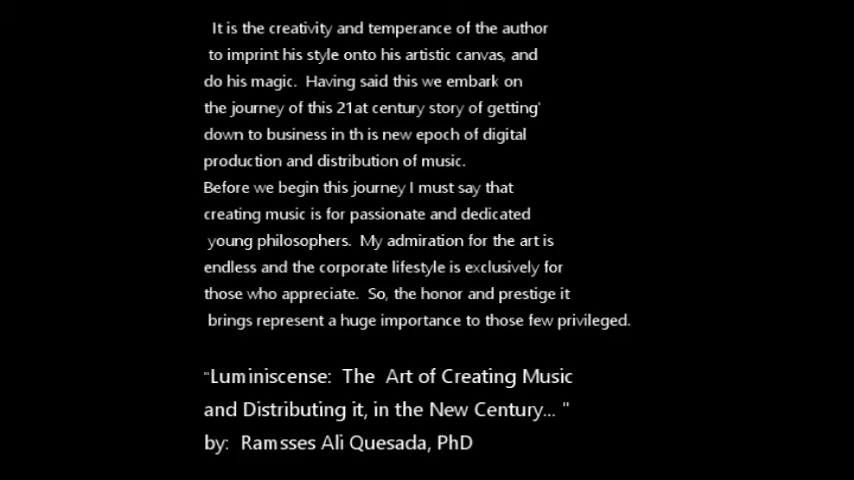 It is the creativity and temperance of the author
to imprint his style onto his artistic canvas, and
do his magic. Having said this we embark on
the journey of this 21at century story of getting'
down to business in th is new epoch of digital
production and distribution of music.
Before we begin this journey I must say that
creating music is for passionate and dedicated
young philosophers. My admiration for the art is
endless and the corporate lifestyle is exclusively for
those who appreciate. So, the honor and prestige it
brings represent a huge importance to those few privileged.
"Luminiscense: The Art of Creating Music
and Distributing it, in the New Century... "
by: Ramsses Ali Quesada, PhD